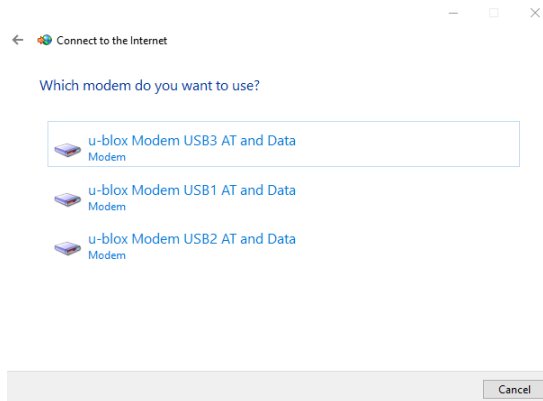 Connect to the Internet
Which modem do you want to use?
u-blox Modem USB3 AT and Data
Modem
u-blox Modem USB1 AT and Data
Modem
u-blox Modem USB2 AT and Data
Modem
Cancel